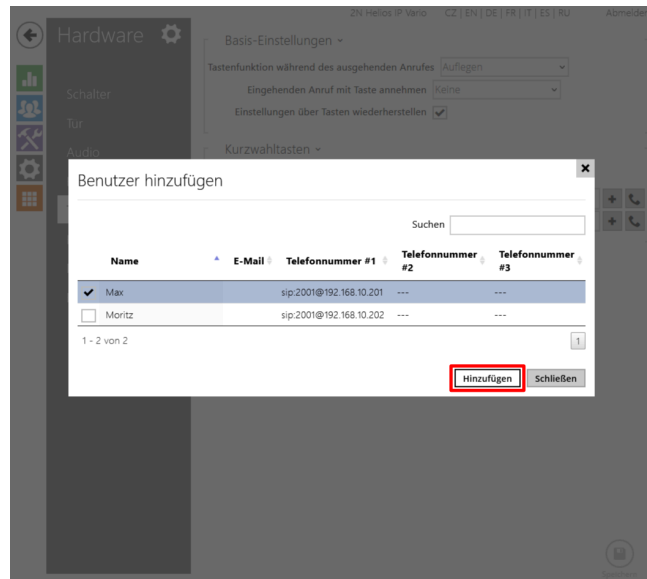 2N Helios IP Vario CZ | EN | DE | FR | IT | ES | RU Abmelden
Hardware
Schalter
Tür
Audio
Basis-Einstellungen
Tastenfunktion während des ausgehenden Anrufes Auflegen
Eingehenden Anruf mit Taste annehmen Keine
Einstellungen über Tasten wiederherstellen
Kurzwahltasten
Benutzer hinzufügen
Suchen
Name E-Mail Telefonnummer #1 Telefonnummer #2 Telefonnummer #3
Max sip:2001@192.168.10.201 --- ---
Moritz sip:2001@192.168.10.202 --- ---
1 - 2 von 2 1
Hinzufügen Schließen